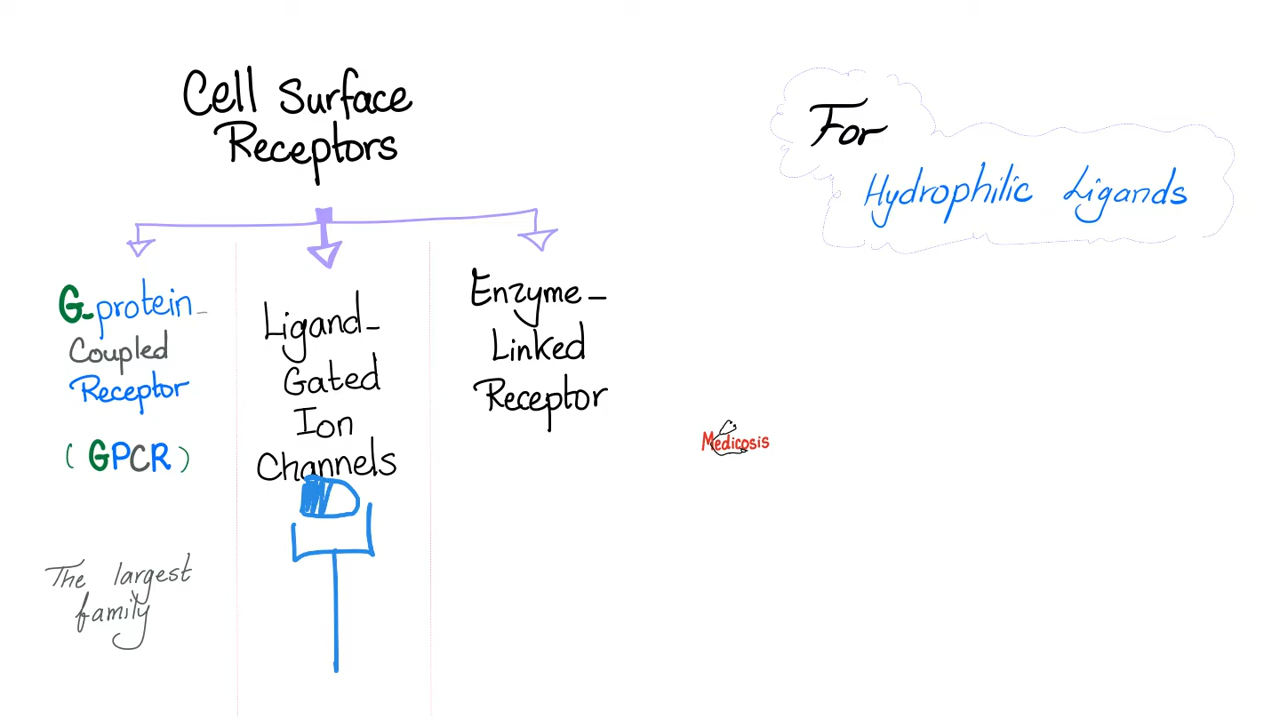 Cell Surface
Receptors
For
Hydrophilic Ligands
G-protein-
Coupled
Receptor
(GPCR)
The largest
family
Ligand-
Gated
Ion
Channels
Enzyme-
Linked
Receptor
Medicosis